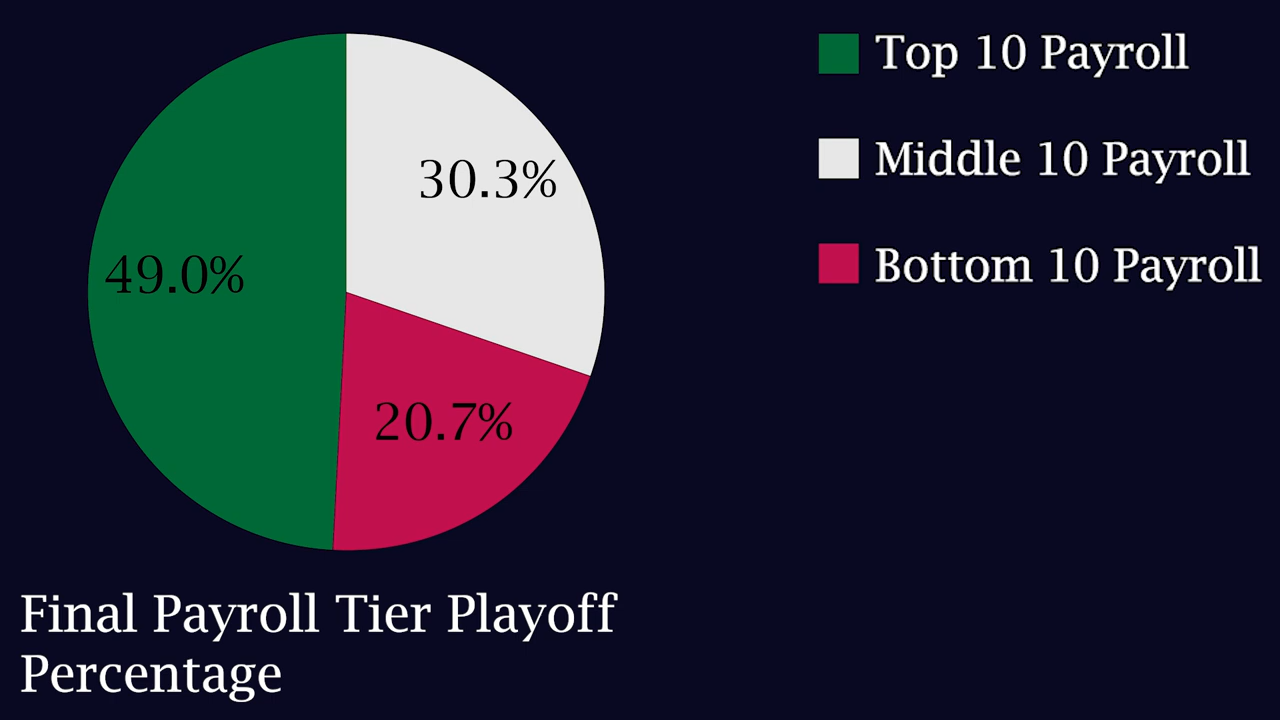 Top 10 Payroll
Middle 10 Payroll
Bottom 10 Payroll
30.3%
49.0%
20.7%
Final Payroll Tier Playoff
Percentage